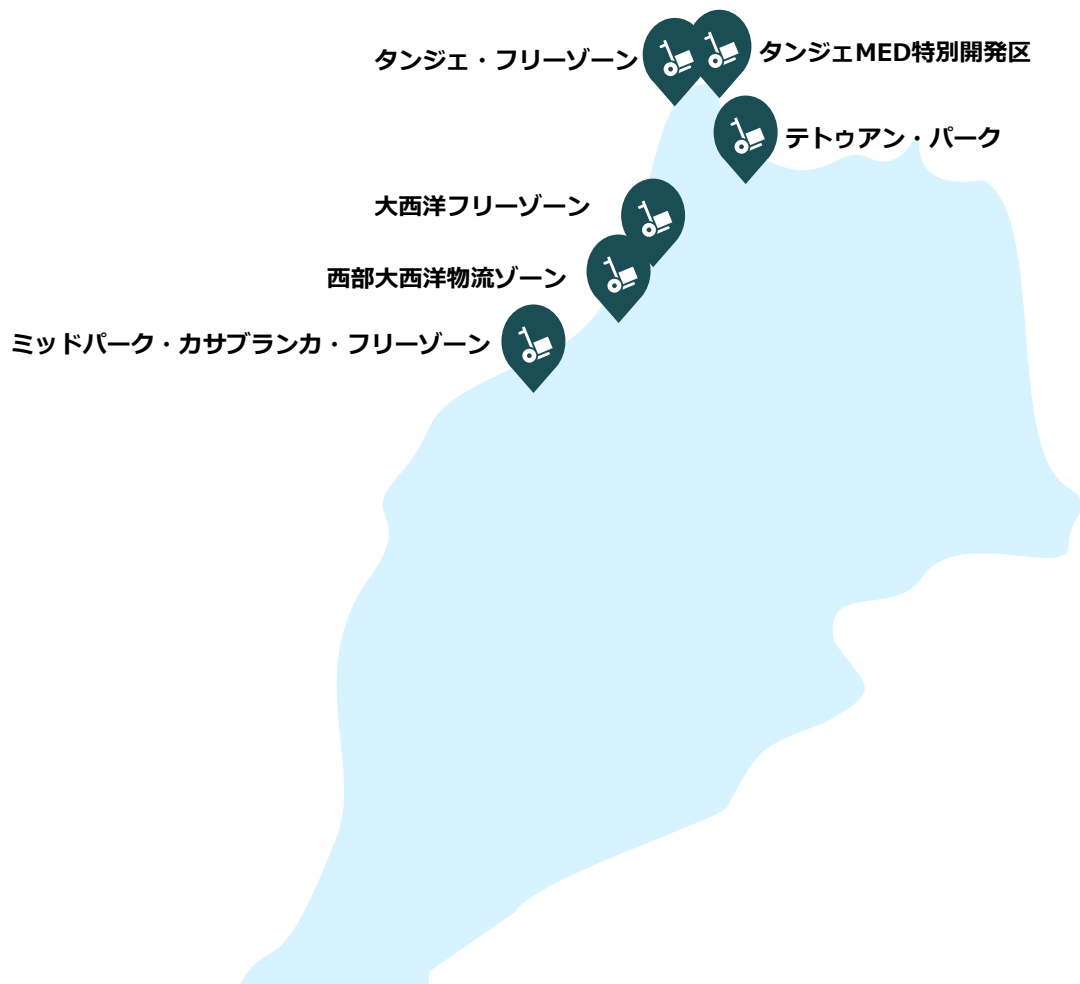 タンジェ・フリーゾーン
タンジェMED特別開発区
テトゥアン・パーク
大西洋フリーゾーン
西部大西洋物流ゾーン
ミッドパーク・カサブランカ・フリーゾーン